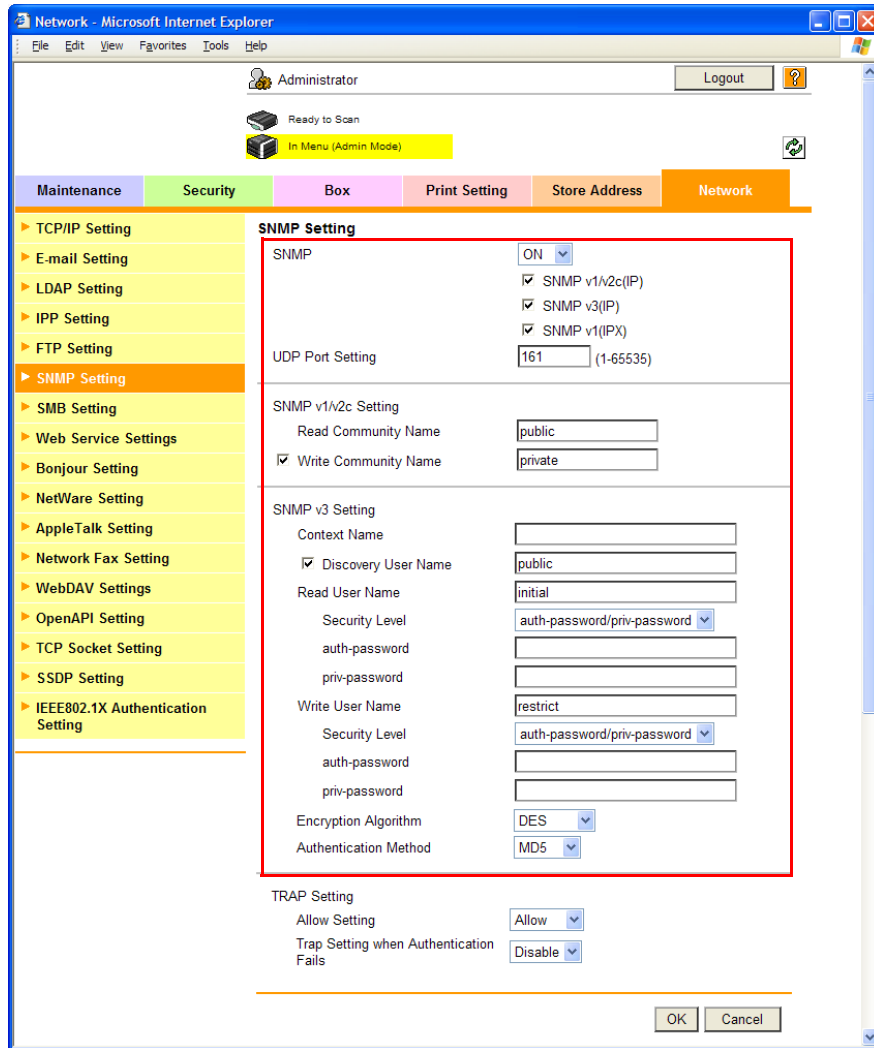 Network - Microsoft Internet Explorer
File Edit View Favorites Tools Help
Administrator
Logout
?
Ready to Scan
In Menu (Admin Mode)
Maintenance
Security
Box
Print Setting
Store Address
Network
TCP/IP Setting
E-mail Setting
LDAP Setting
IPP Setting
FTP Setting
SNMP Setting
SMB Setting
Web Service Settings
Bonjour Setting
NetWare Setting
AppleTalk Setting
Network Fax Setting
WebDAV Settings
OpenAPI Setting
TCP Socket Setting
SSDP Setting
IEEE802.1X Authentication
Setting
SNMP Setting
SNMP ON
SNMP v1/v2c(IP)
SNMP v3(IP)
SNMP v1(IPX)
UDP Port Setting 161 (1-65535)
SNMP v1/v2c Setting
Read Community Name public
Write Community Name private
SNMP v3 Setting
Context Name
Discovery User Name public
Read User Name initial
Security Level auth-password/priv-password
auth-password
priv-password
Write User Name restrict
Security Level auth-password/priv-password
auth-password
priv-password
Encryption Algorithm DES
Authentication Method MD5
TRAP Setting
Allow Setting Allow
Trap Setting when Authentication
Fails Disable
OK Cancel